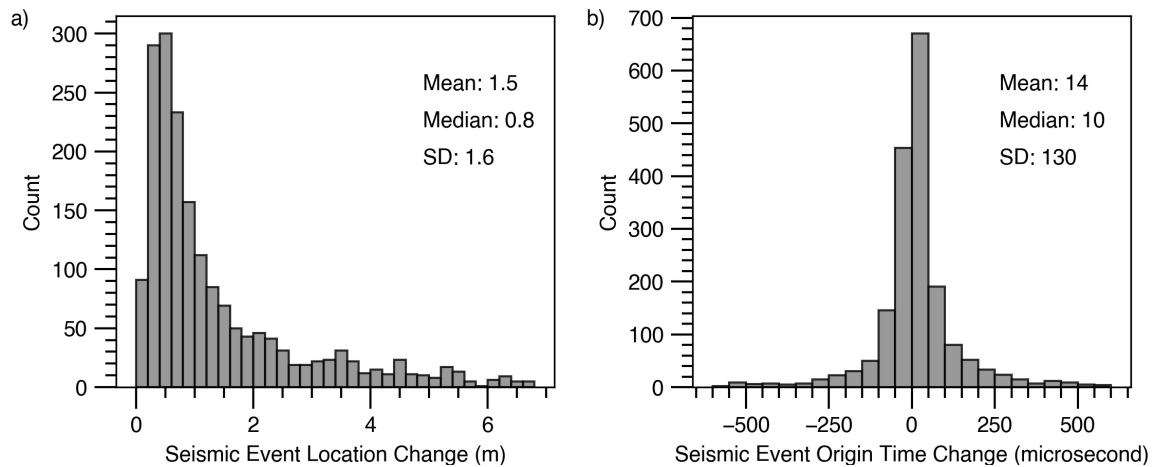 a)
300
250
200
150
100
50
0
Count
Mean: 1.5
Median: 0.8
SD: 1.6
0 2 4 6
Seismic Event Location Change (m)
b)
700
600
500
400
300
200
100
0
Count
Mean: 14
Median: 10
SD: 130
−500 −250 0 250 500
Seismic Event Origin Time Change (microsecond)